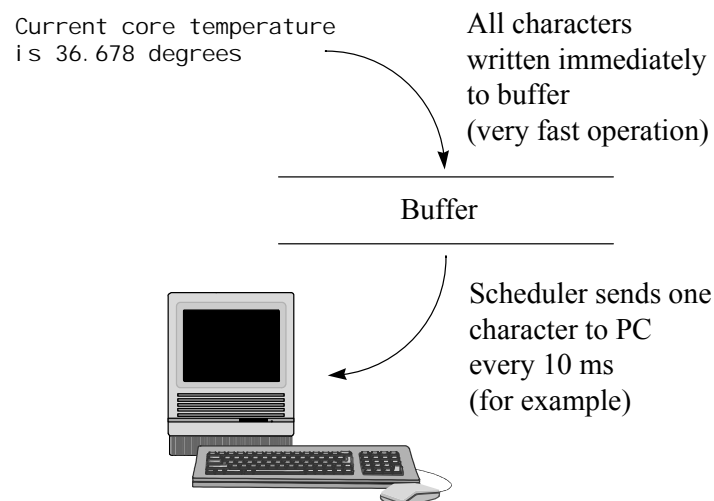 Current core temperature
is 36.678 degrees
All characters
written immediately
to buffer
(very fast operation)
Buffer
Scheduler sends one
character to PC
every 10 ms
(for example)